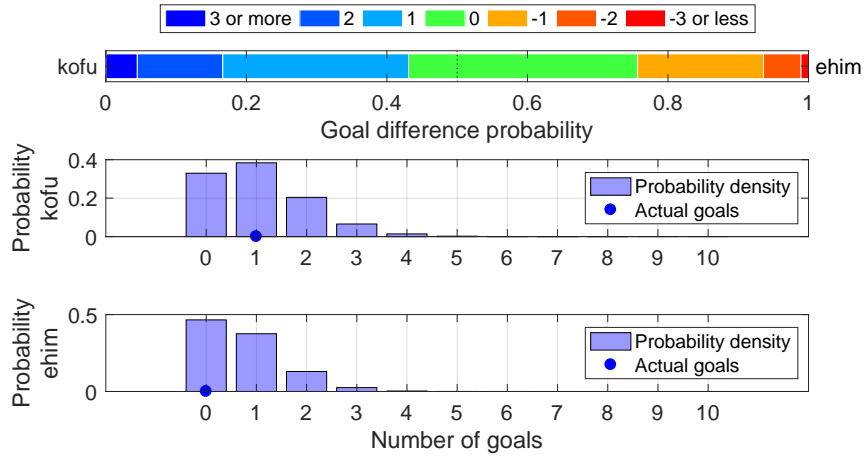 3 or more 2 1 0 -1 -2 -3 or less
kofu ehim
0 0.2 0.4 0.6 0.8 1
Goal difference probability
Probability
kofu
0.4
0.2
0
Probability density
Actual goals
0 1 2 3 4 5 6 7 8 9 10
Probability
ehim
0.5
0
Probability density
Actual goals
0 1 2 3 4 5 6 7 8 9 10
Number of goals